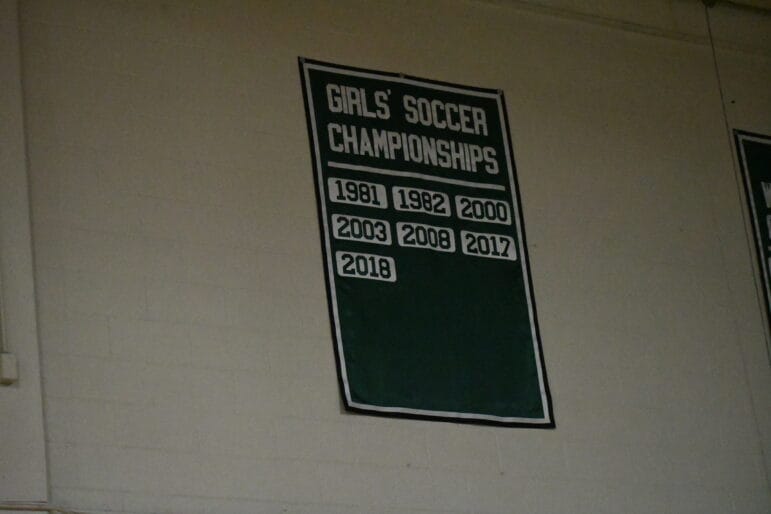 GIRLS' SOCCER
CHAMPIONSHIPS
1981 1982 2000
2003 2008 2017
2018